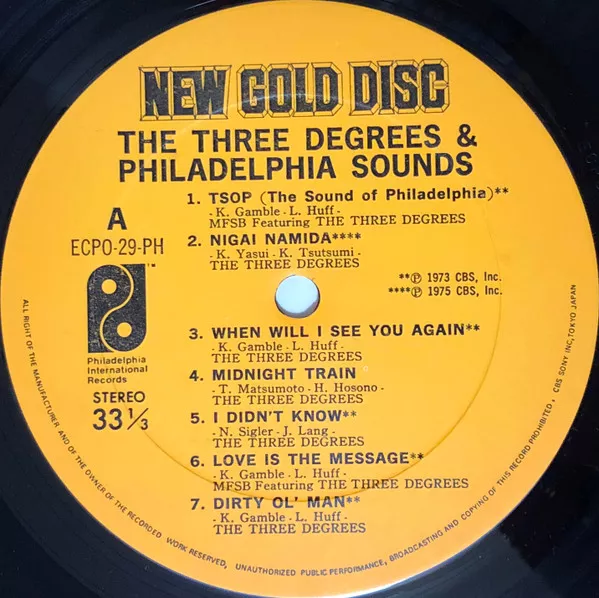 NEW GOLD DISC
THE THREE DEGREES &
PHILADELPHIA SOUNDS
A
ECPO-29-PH
1. TSOP (The Sound of Philadelphia)**
- K. Gamble - L. Huff -
MFSB Featuring THE THREE DEGREES
2. NIGAI NAMIDA****
- K. Yasui - K. Tsutsumi -
THE THREE DEGREES
**℗ 1973 CBS, Inc.
****℗ 1975 CBS, Inc.
TM
Philadelphia
International
Records
STEREO
33 1/3
3. WHEN WILL I SEE YOU AGAIN**
- K. Gamble - L. Huff -
THE THREE DEGREES
4. MIDNIGHT TRAIN
- T. Matsumoto - H. Hosono -
THE THREE DEGREES
5. I DIDN'T KNOW**
- N. Sigler - J. Lang -
THE THREE DEGREES
6. LOVE IS THE MESSAGE**
- K. Gamble - L. Huff -
MFSB Featuring THE THREE DEGREES
7. DIRTY OL' MAN**
- K. Gamble - L. Huff -
THE THREE DEGREES
ALL RIGHT OF THE MANUFACTURER AND OF THE OWNER OF THE RECORDED WORK RESERVED, UNAUTHORIZED PUBLIC PERFORMANCE, BROADCASTING AND COPYING OF THIS RECORD PROHIBITED. CBS SONY INC., TOKYO JAPAN